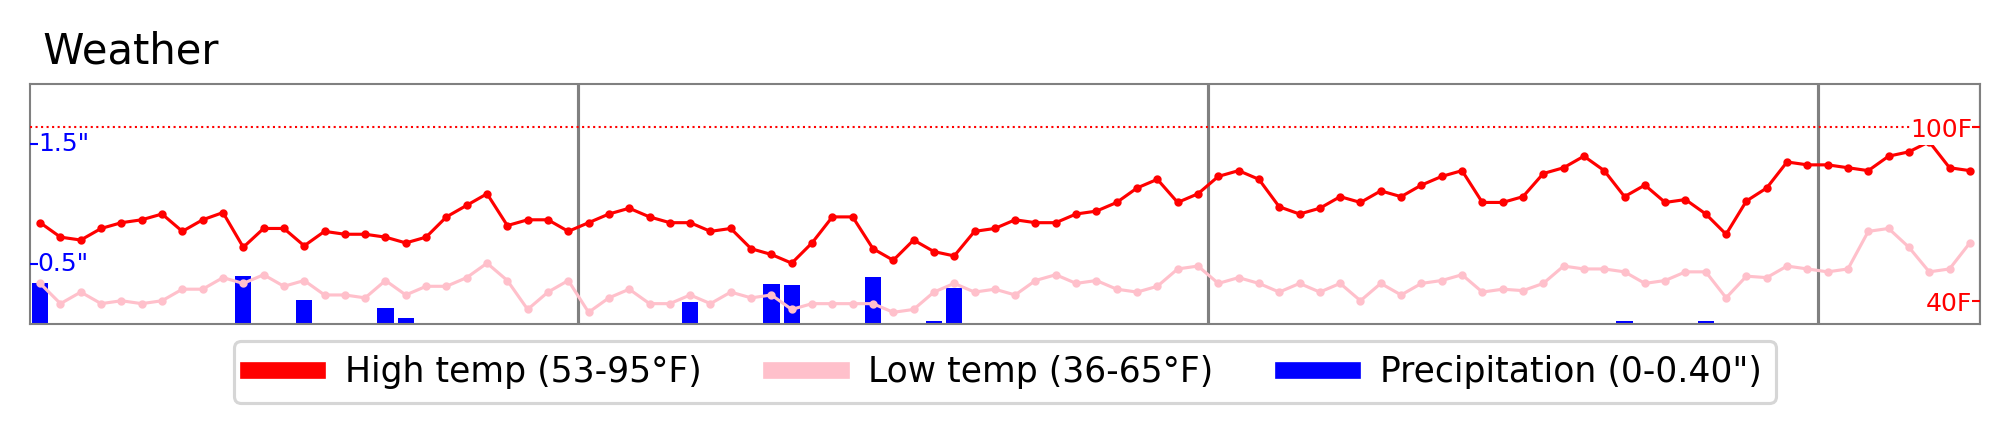 Weather
1.5"
100F
0.5"
40F
High temp (53-95°F) Low temp (36-65°F) Precipitation (0-0.40")